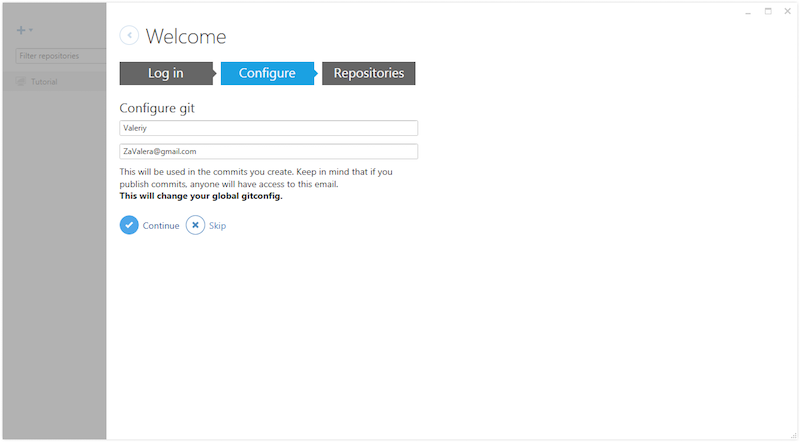 Welcome
Filter repositories
Tutorial
Log in
Configure
Repositories
Configure git
Valeriy
ZaValera@gmail.com
This will be used in the commits you create. Keep in mind that if you
publish commits, anyone will have access to this email.
This will change your global gitconfig.
Continue
Skip